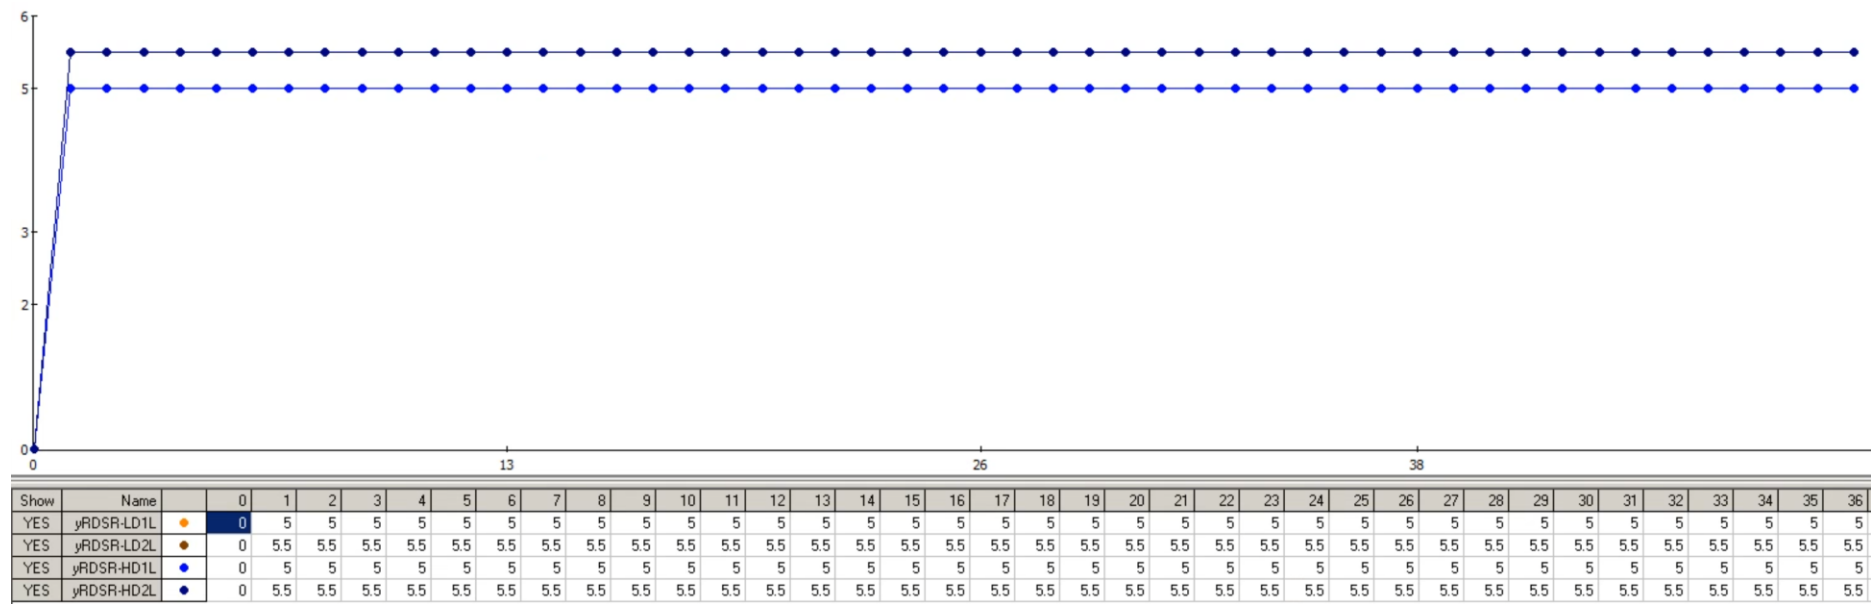 6
5
3
2
0
0 13 26 38
Show Name 0 1 2 3 4 5 6 7 8 9 10 11 12 13 14 15 16 17 18 19 20 21 22 23 24 25 26 27 28 29 30 31 32 33 34 35 36
YES yRDSR-LD1L 0 5 5 5 5 5 5 5 5 5 5 5 5 5 5 5 5 5 5 5 5 5 5 5 5 5 5 5 5 5 5 5 5 5 5 5 5
YES yRDSR-LD2L 0 5.5 5.5 5.5 5.5 5.5 5.5 5.5 5.5 5.5 5.5 5.5 5.5 5.5 5.5 5.5 5.5 5.5 5.5 5.5 5.5 5.5 5.5 5.5 5.5 5.5 5.5 5.5 5.5 5.5 5.5 5.5 5.5 5.5 5.5 5.5 5.5
YES yRDSR-HD1L 0 5 5 5 5 5 5 5 5 5 5 5 5 5 5 5 5 5 5 5 5 5 5 5 5 5 5 5 5 5 5 5 5 5 5 5 5
YES yRDSR-HD2L 0 5.5 5.5 5.5 5.5 5.5 5.5 5.5 5.5 5.5 5.5 5.5 5.5 5.5 5.5 5.5 5.5 5.5 5.5 5.5 5.5 5.5 5.5 5.5 5.5 5.5 5.5 5.5 5.5 5.5 5.5 5.5 5.5 5.5 5.5 5.5 5.5